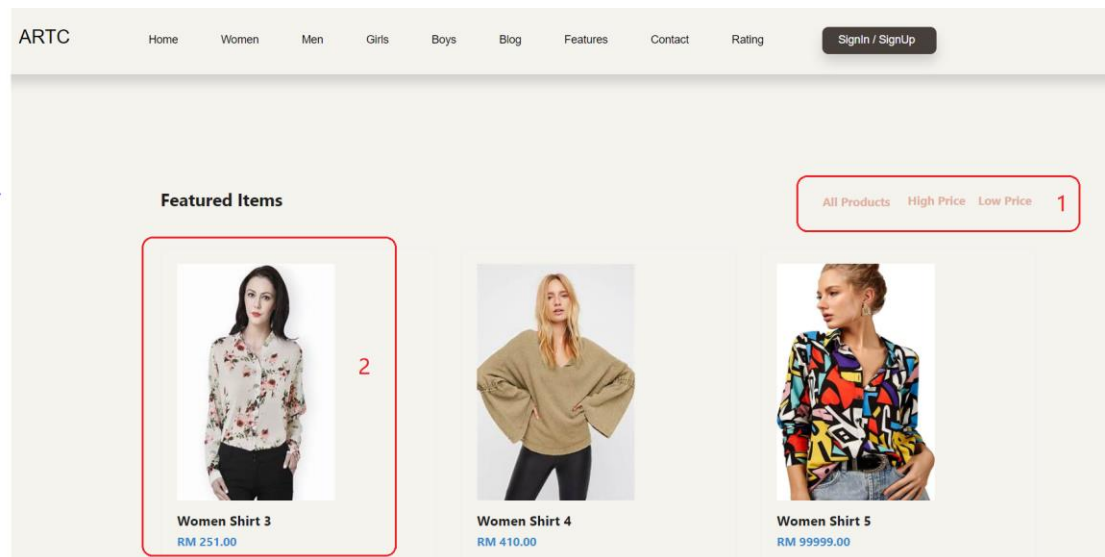 ARTC
Home Women Men Girls Boys Blog Features Contact Rating SignIn / SignUp
Featured Items
All Products High Price Low Price 1
2
Women Shirt 3 Women Shirt 4 Women Shirt 5
RM 251.00 RM 410.00 RM 99999.00